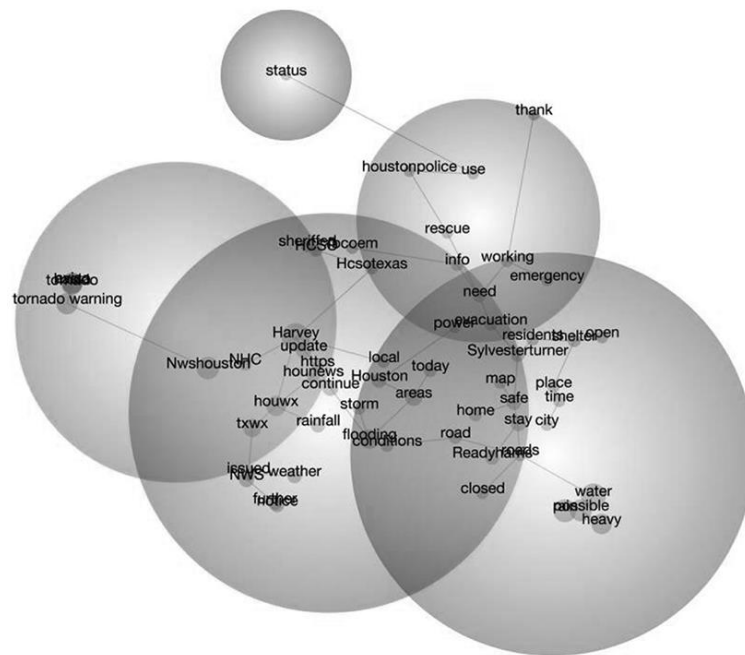 status
thank
houstonpolice
use
rescue
sheriffed
HCSO
Hcsotexas
info
working
emergency
need
tornado warning
power
evacuation
Harvey
update
residents
shelter
open
NHC
https
local
Sylvesterturner
Nwshouston
hounews
Houston
today
continue
map
place
houwx
areas
safe
time
storm
home
txwx
rainfall
stay
city
flooding
conditions
road
roads
issued
weather
Readyharris
NWS
closed
water
further
notice
possible
heavy